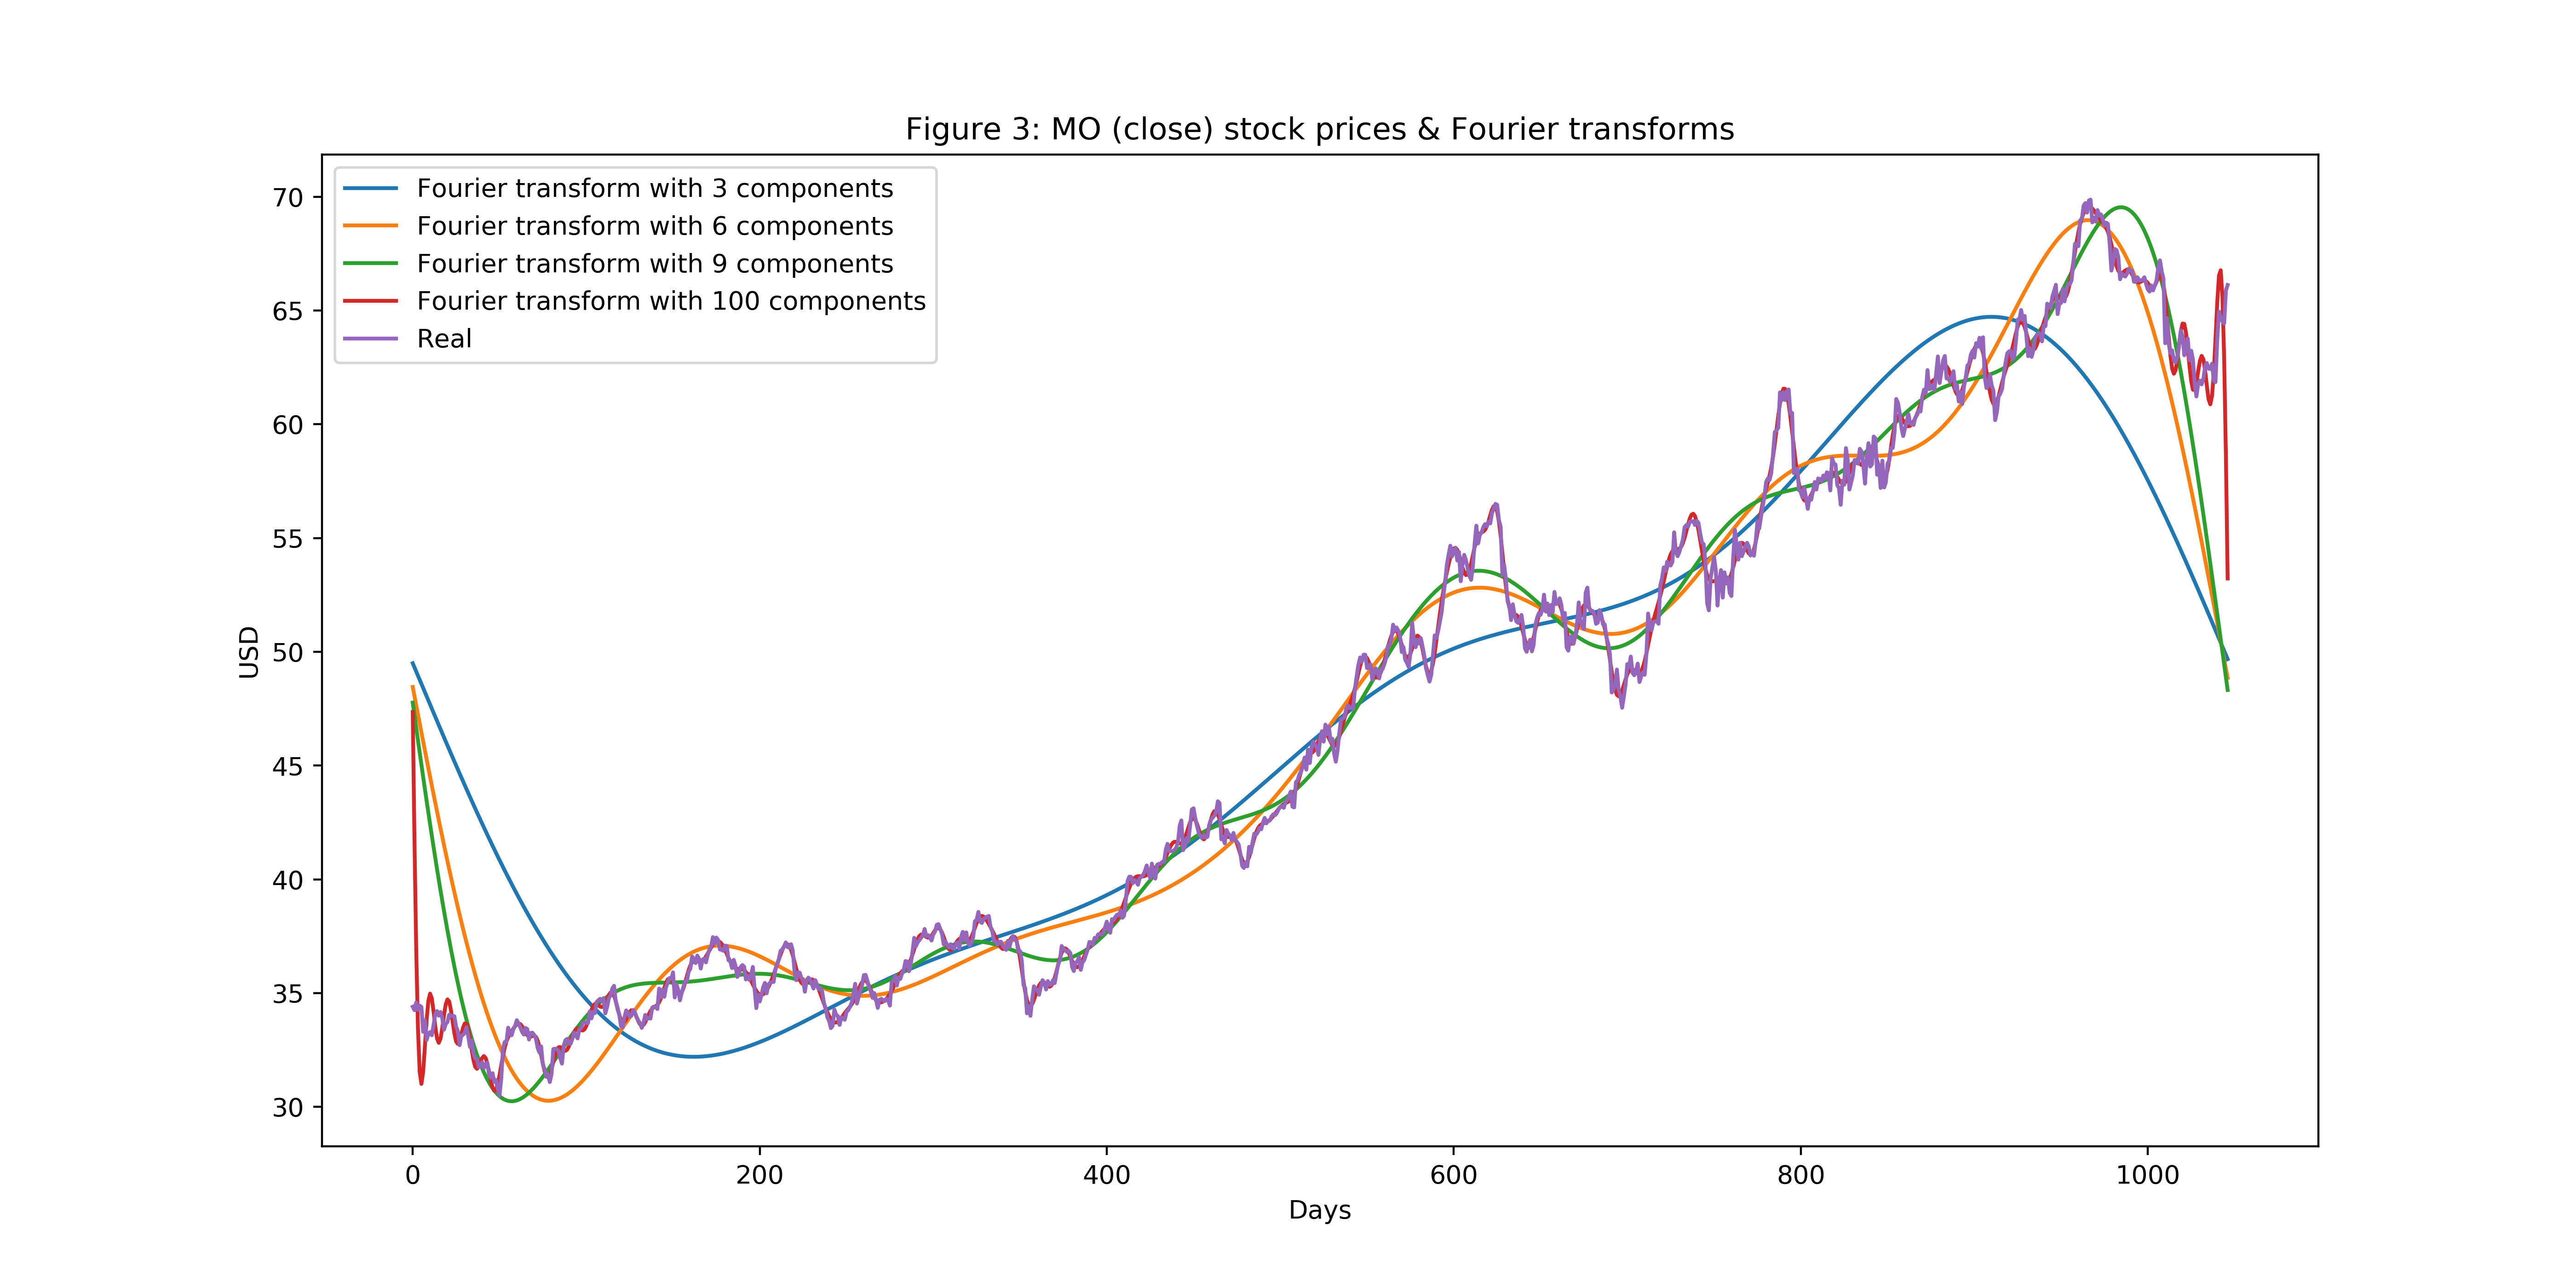 Figure 3: MO (close) stock prices & Fourier transforms
Fourier transform with 3 components
Fourier transform with 6 components
Fourier transform with 9 components
Fourier transform with 100 components
Real
70
65
60
55
50
45
40
35
30
USD
0 200 400 600 800 1000
Days